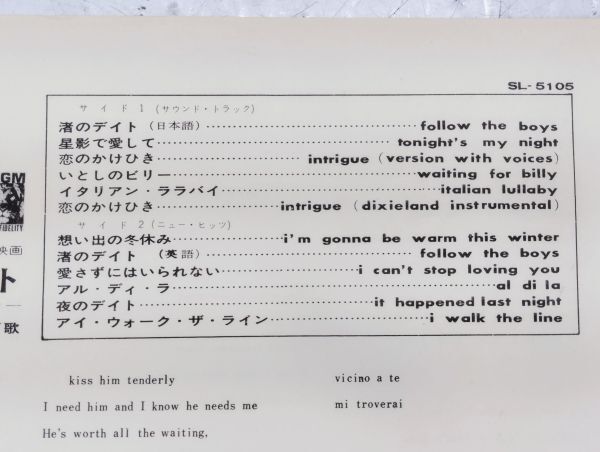 SL-5105
サイド1 (サウンド・トラック)
渚のデイト (日本語)……………………follow the boys
星影で愛して……………………tonight's my night
恋のかけひき……………………intrigue (version with voices)
いとしのビリー……………………waiting for billy
イタリアン・ララバイ……………………italian lullaby
恋のかけひき……………………intrigue (dixieland instrumental)
サイド2 (ニュー・ヒッツ)
想い出の冬休み……………………i'm gonna be warm this winter
渚のデイト (英語)……………………follow the boys
愛さずにはいられない……………………i can't stop loving you
アル・ディ・ラ……………………al di la
夜のデイト……………………it happened last night
アイ・ウォーク・ザ・ライン……………………i walk the line
GM
FIDELITY
映画
ト
歌
kiss him tenderly
I need him and I know he needs me
He's worth all the waiting,
vicino a te
mi troverai